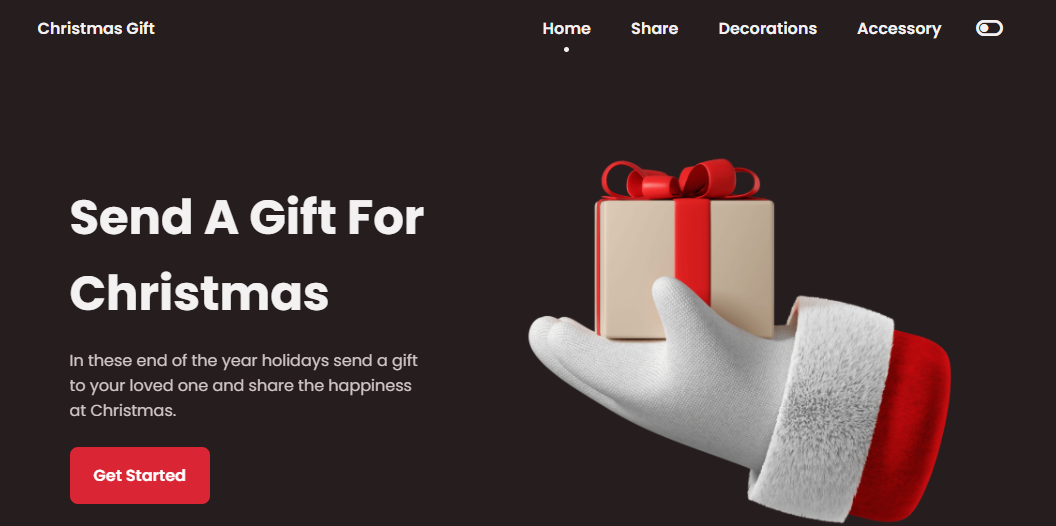 Christmas Gift
Home
Share
Decorations
Accessory
Send A Gift For
Christmas
In these end of the year holidays send a gift
to your loved one and share the happiness
at Christmas.
Get Started